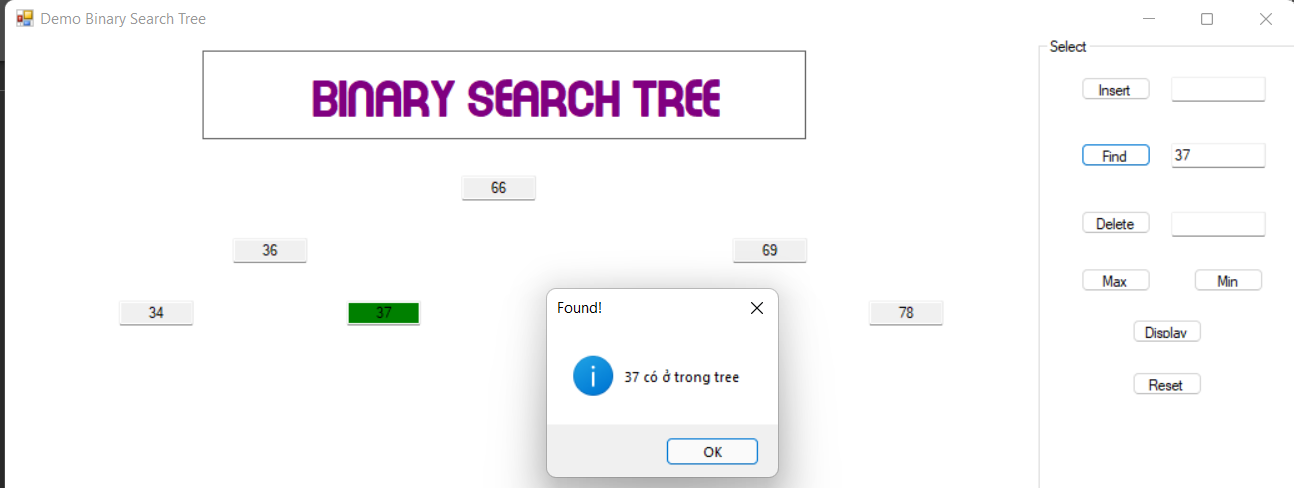 Demo Binary Search Tree
Select
BINARY SEARCH TREE
Insert
Find 37
66
Delete
36 69
Max Min
34 37 78
Found!
Display
37 có ở trong tree
Reset
OK